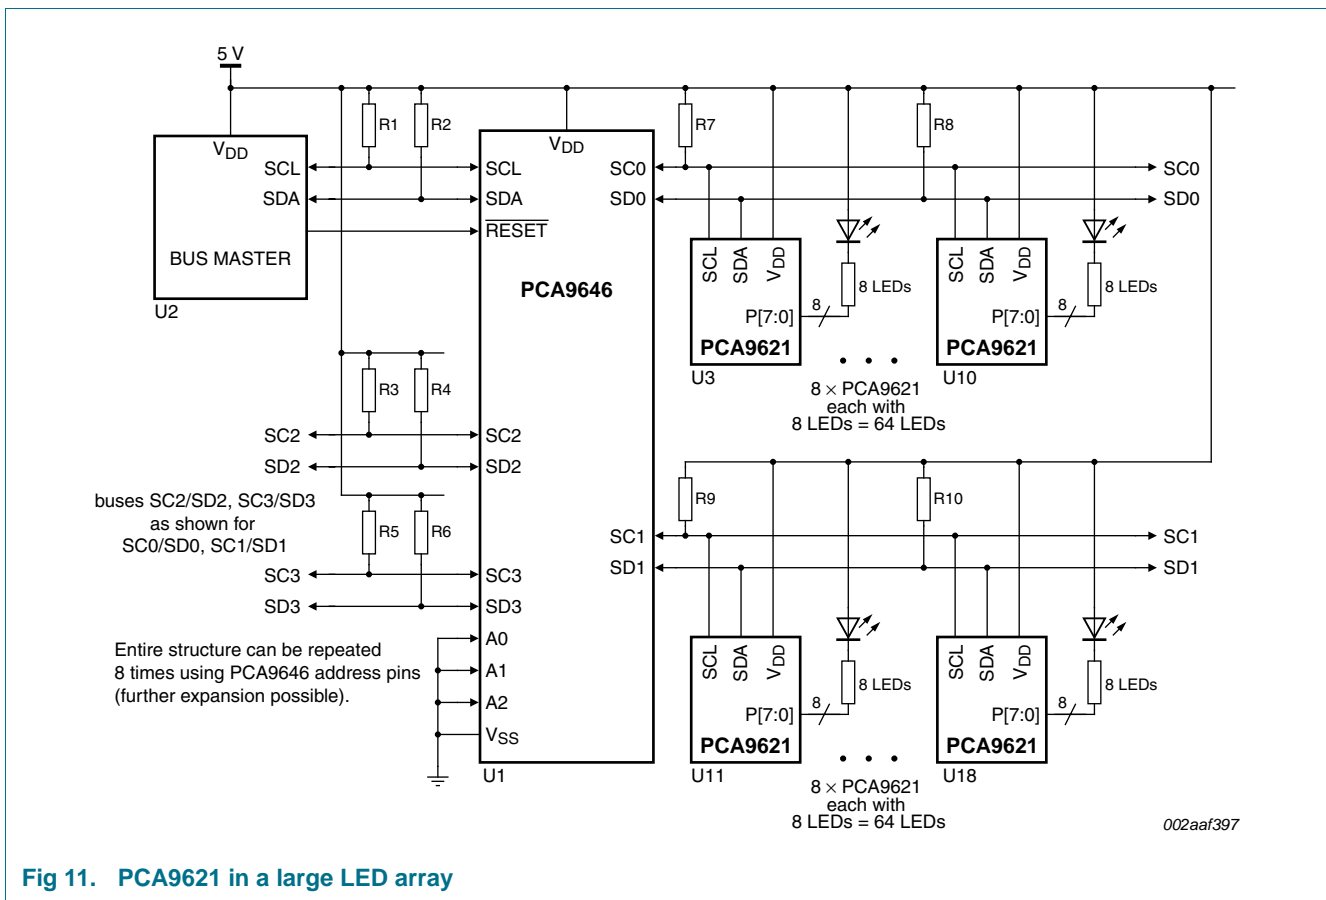 5 V
R1
R2
R7
R8
VDD
VDD
SCL
SCL
SC0
SC0
SDA
SDA
SD0
SD0
RESET
BUS MASTER
U2
PCA9646
SCL
SDA
VDD
8 LEDs
P[7:0]
8
PCA9621
U3
SCL
SDA
VDD
8 LEDs
P[7:0]
8
PCA9621
U10
8 × PCA9621
each with
8 LEDs = 64 LEDs
R3
R4
SC2
SC2
SD2
SD2
buses SC2/SD2, SC3/SD3
as shown for
SC0/SD0, SC1/SD1
R5
R6
SC3
SC3
SD3
SD3
R9
R10
SC1
SC1
SD1
SD1
Entire structure can be repeated
8 times using PCA9646 address pins
(further expansion possible).
A0
A1
A2
VSS
U1
SCL
SDA
VDD
8 LEDs
P[7:0]
8
PCA9621
U11
SCL
SDA
VDD
8 LEDs
P[7:0]
8
PCA9621
U18
8 × PCA9621
each with
8 LEDs = 64 LEDs
002aaf397
Fig 11. PCA9621 in a large LED array